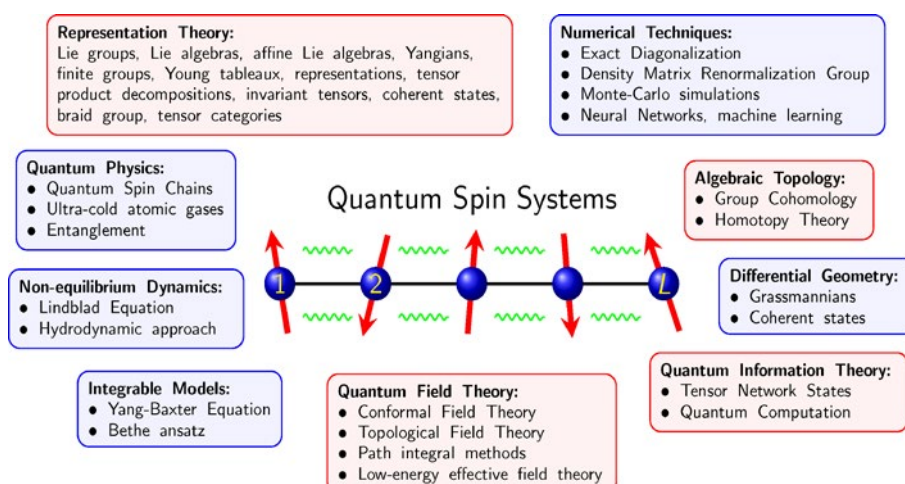 Representation Theory:
Lie groups, Lie algebras, affine Lie algebras, Yangians,
finite groups, Young tableaux, representations, tensor
product decompositions, invariant tensors, coherent states,
braid group, tensor categories
Numerical Techniques:
● Exact Diagonalization
● Density Matrix Renormalization Group
● Monte-Carlo simulations
● Neural Networks, machine learning
Quantum Physics:
● Quantum Spin Chains
● Ultra-cold atomic gases
● Entanglement
Quantum Spin Systems
Algebraic Topology:
● Group Cohomology
● Homotopy Theory
1 2 L
Non-equilibrium Dynamics:
● Lindblad Equation
● Hydrodynamic approach
Differential Geometry:
● Grassmannians
● Coherent states
Integrable Models:
● Yang-Baxter Equation
● Bethe ansatz
Quantum Field Theory:
● Conformal Field Theory
● Topological Field Theory
● Path integral methods
● Low-energy effective field theory
Quantum Information Theory:
● Tensor Network States
● Quantum Computation